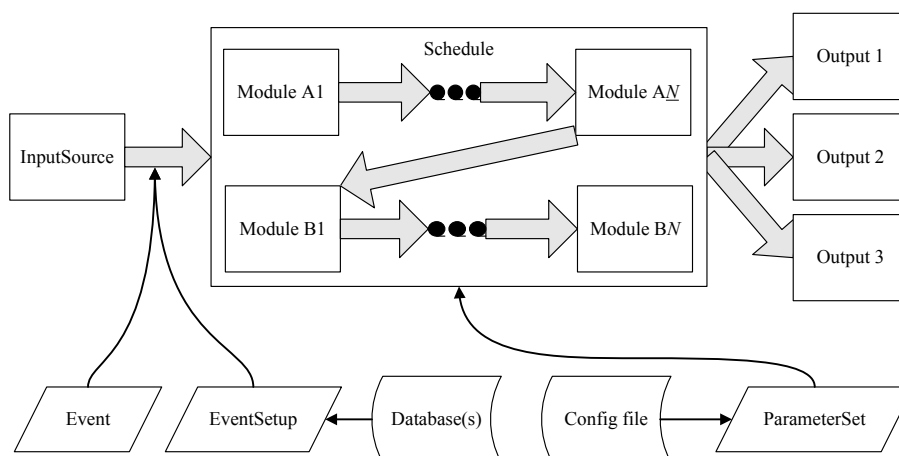 Schedule
Module A1
Module AN
Output 1
InputSource
Output 2
Module B1
Module BN
Output 3
Event
EventSetup
Database(s)
Config file
ParameterSet